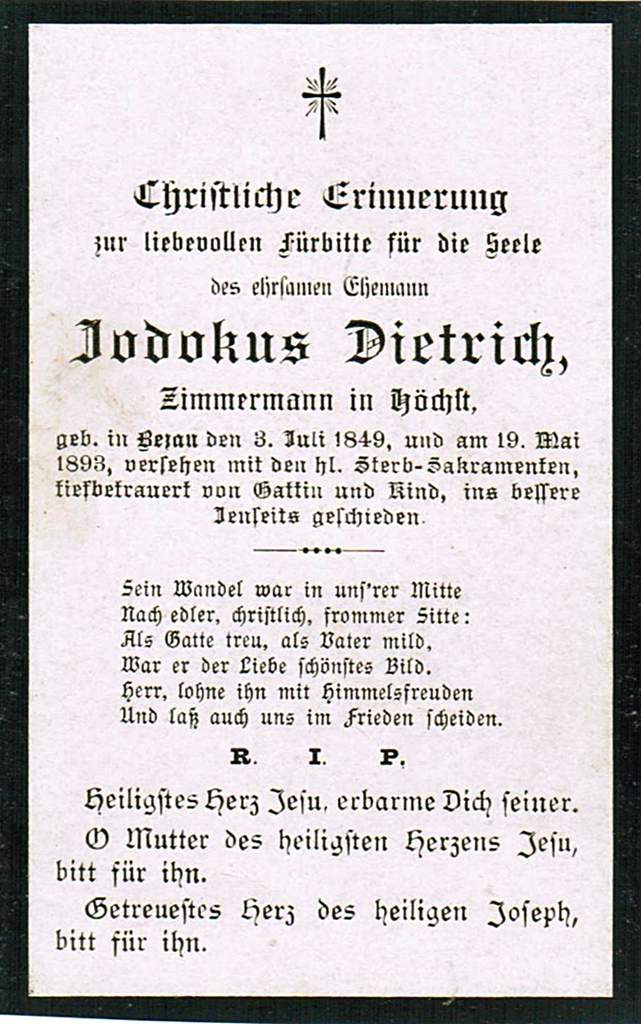 Christliche Erinnerung
zur liebevollen Fürbitte für die Seele
des ehrsamen Ehemann
Jodokus Dietrich,
Zimmermann in Höchst,
geb. in Bezau den 3. Juli 1849, und am 19. Mai
1893, versehen mit den hl. Sterb-Sakramenten,
tiefbetrauert von Gattin und Kind, ins bessere
Jenseits geschieden.
Sein Wandel war in uns'rer Mitte
Nach edler, christlich, frommer Sitte:
Als Gatte treu, als Vater mild,
War er der Liebe schönstes Bild.
Herr, lohne ihn mit Himmelsfreuden
Und laß auch uns im Frieden scheiden.
R. I. P.
Heiligstes Herz Jesu, erbarme Dich seiner.
O Mutter des heiligsten Herzens Jesu,
bitt für ihn.
Getreuestes Herz des heiligen Joseph,
bitt für ihn.